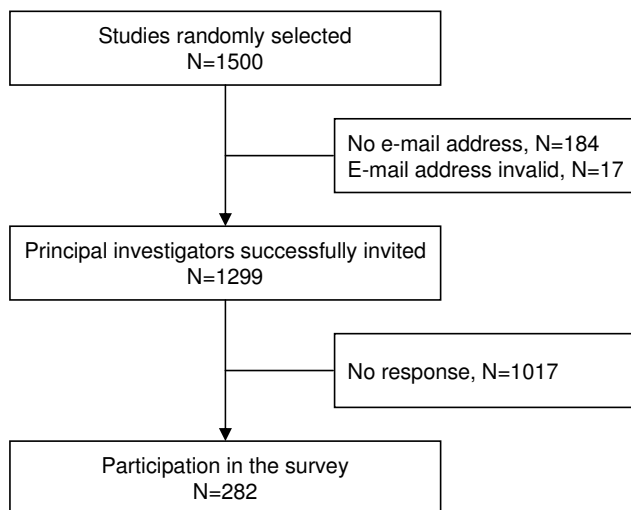 Studies randomly selected
N=1500
No e-mail address, N=184
E-mail address invalid, N=17
Principal investigators successfully invited
N=1299
No response, N=1017
Participation in the survey
N=282